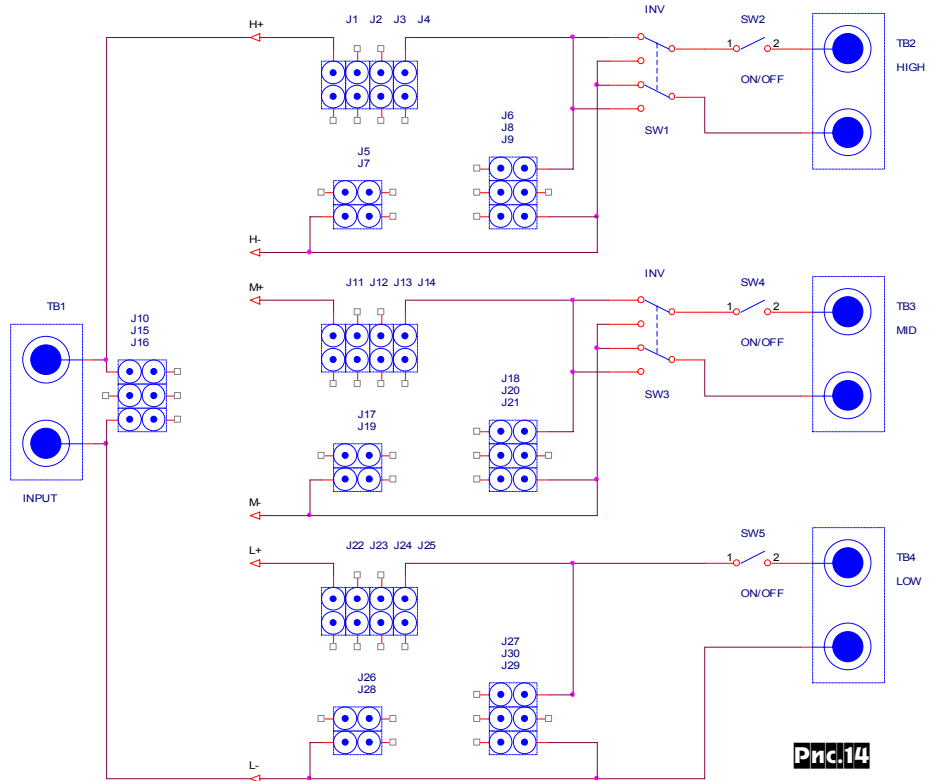 H+
J1 J2 J3 J4
INV
SW2
1 2
ON/OFF
TB2
HIGH
SW1
J6
J8
J9
J5
J7
H-
M+
J11 J12 J13 J14
INV
SW4
1 2
ON/OFF
TB3
MID
SW3
TB1
J10
J15
J16
INPUT
J18
J20
J21
J17
J19
M-
L+
J22 J23 J24 J25
SW5
1 2
ON/OFF
TB4
LOW
J27
J30
J29
J26
J28
L-
Рис.14